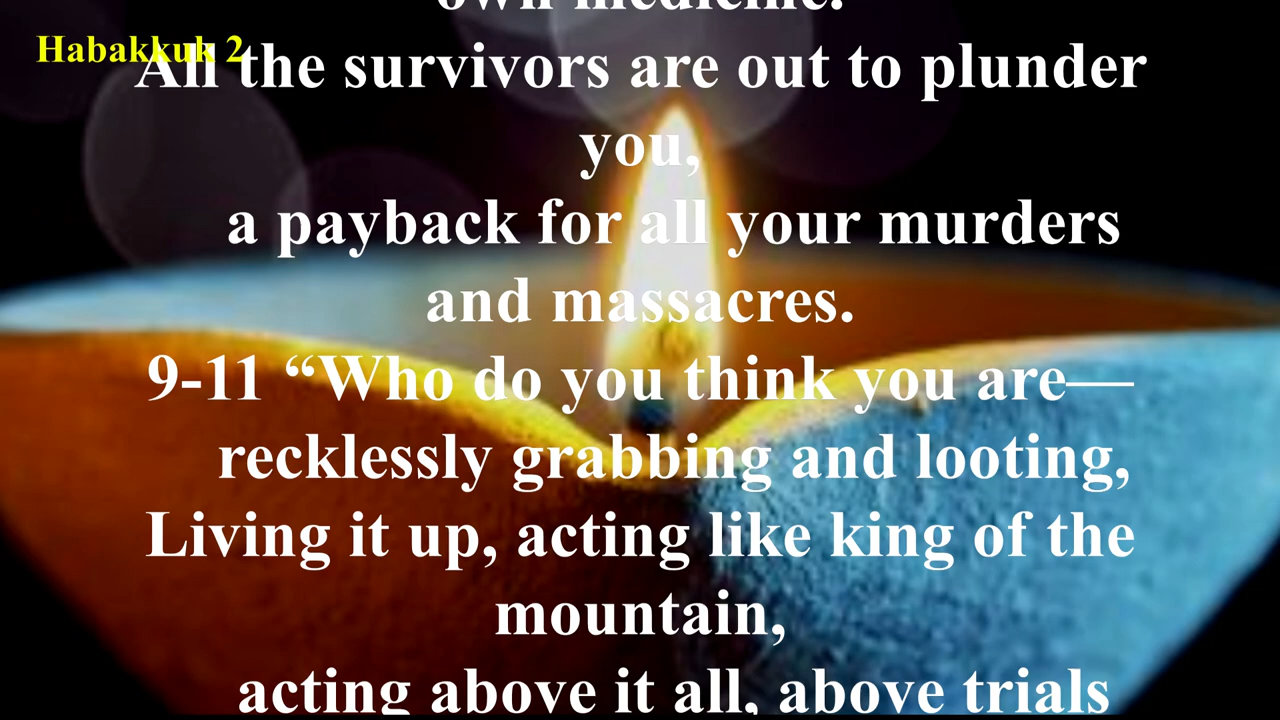 own medicine.
Habakkuk 2
All the survivors are out to plunder
you,
a payback for all your murders
and massacres.
9-11 “Who do you think you are—
recklessly grabbing and looting,
Living it up, acting like king of the
mountain,
acting above it all, above trials